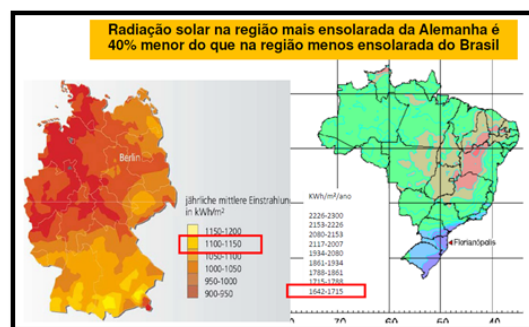 Radiação solar na região mais ensolarada da Alemanha é
40% menor do que na região menos ensolarada do Brasil
Berlin
jährliche mittlere Einstrahlung
in kWh/m²
1150-1200
1100-1150
1050-1100
1000-1050
950-1000
900-950
KWh/m²/ano
2226-2300
2153-2226
2080-2153
2117-2007
1934-2080
1861-1934
1788-1861
1715-1788
1642-1715
Florianópolis
80
70
60
50
40